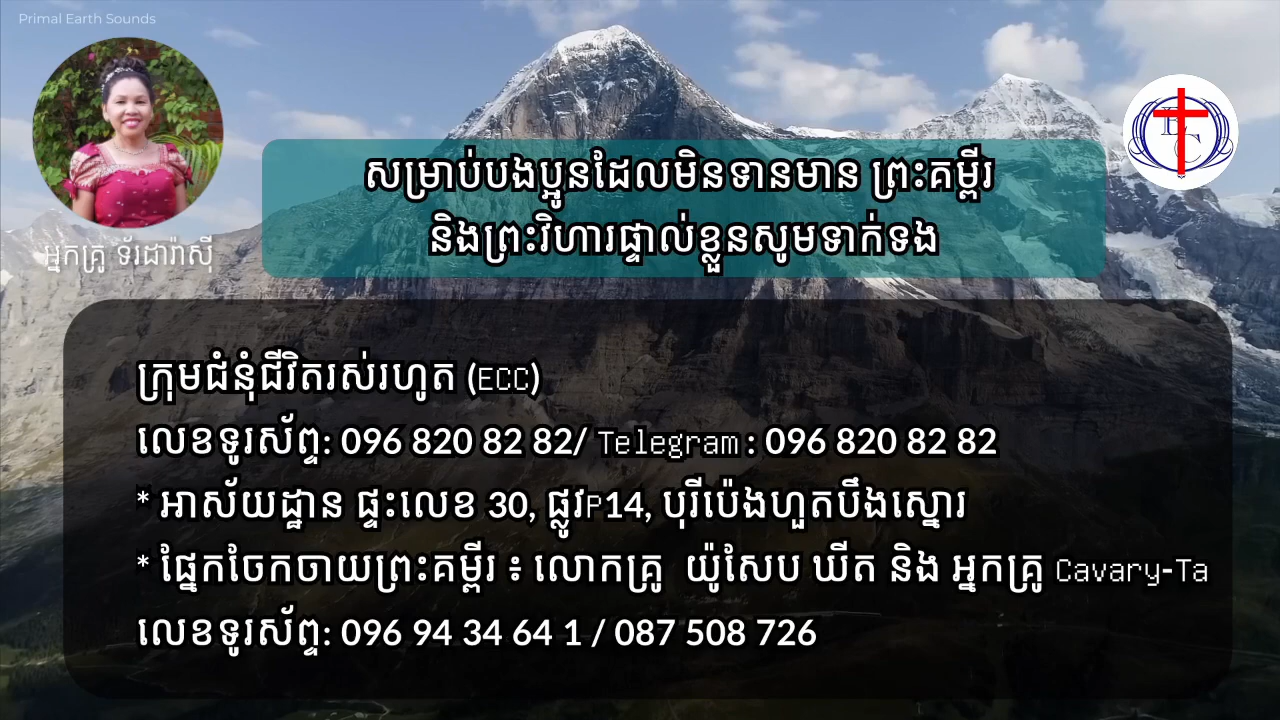 Primal Earth Sounds
អ្នកគ្រូ ទ័រដារ៉ាស៊ី
សម្រាប់បងប្អូនដែលមិនទានមាន ព្រះគម្ពីរ
និងព្រះវិហារផ្ទាល់ខ្លួនសូមទាក់ទង
EC
ក្រុមជំនុំជីវិតរស់រហូត (ECC)
លេខទូរស័ព្ទ: 096 820 82 82/ Telegram : 096 820 82 82
* អាស័យដ្ឋាន ផ្ទះលេខ 30, ផ្លូវP14, បុរីប៉េងហួតបឹងស្នោរ
* ផ្នែកចែកចាយព្រះគម្ពីរ ៖ លោកគ្រូ យ៉ូសែប ឃីត និង អ្នកគ្រូ Cavary-Ta
លេខទូរស័ព្ទ: 096 94 34 64 1 / 087 508 726